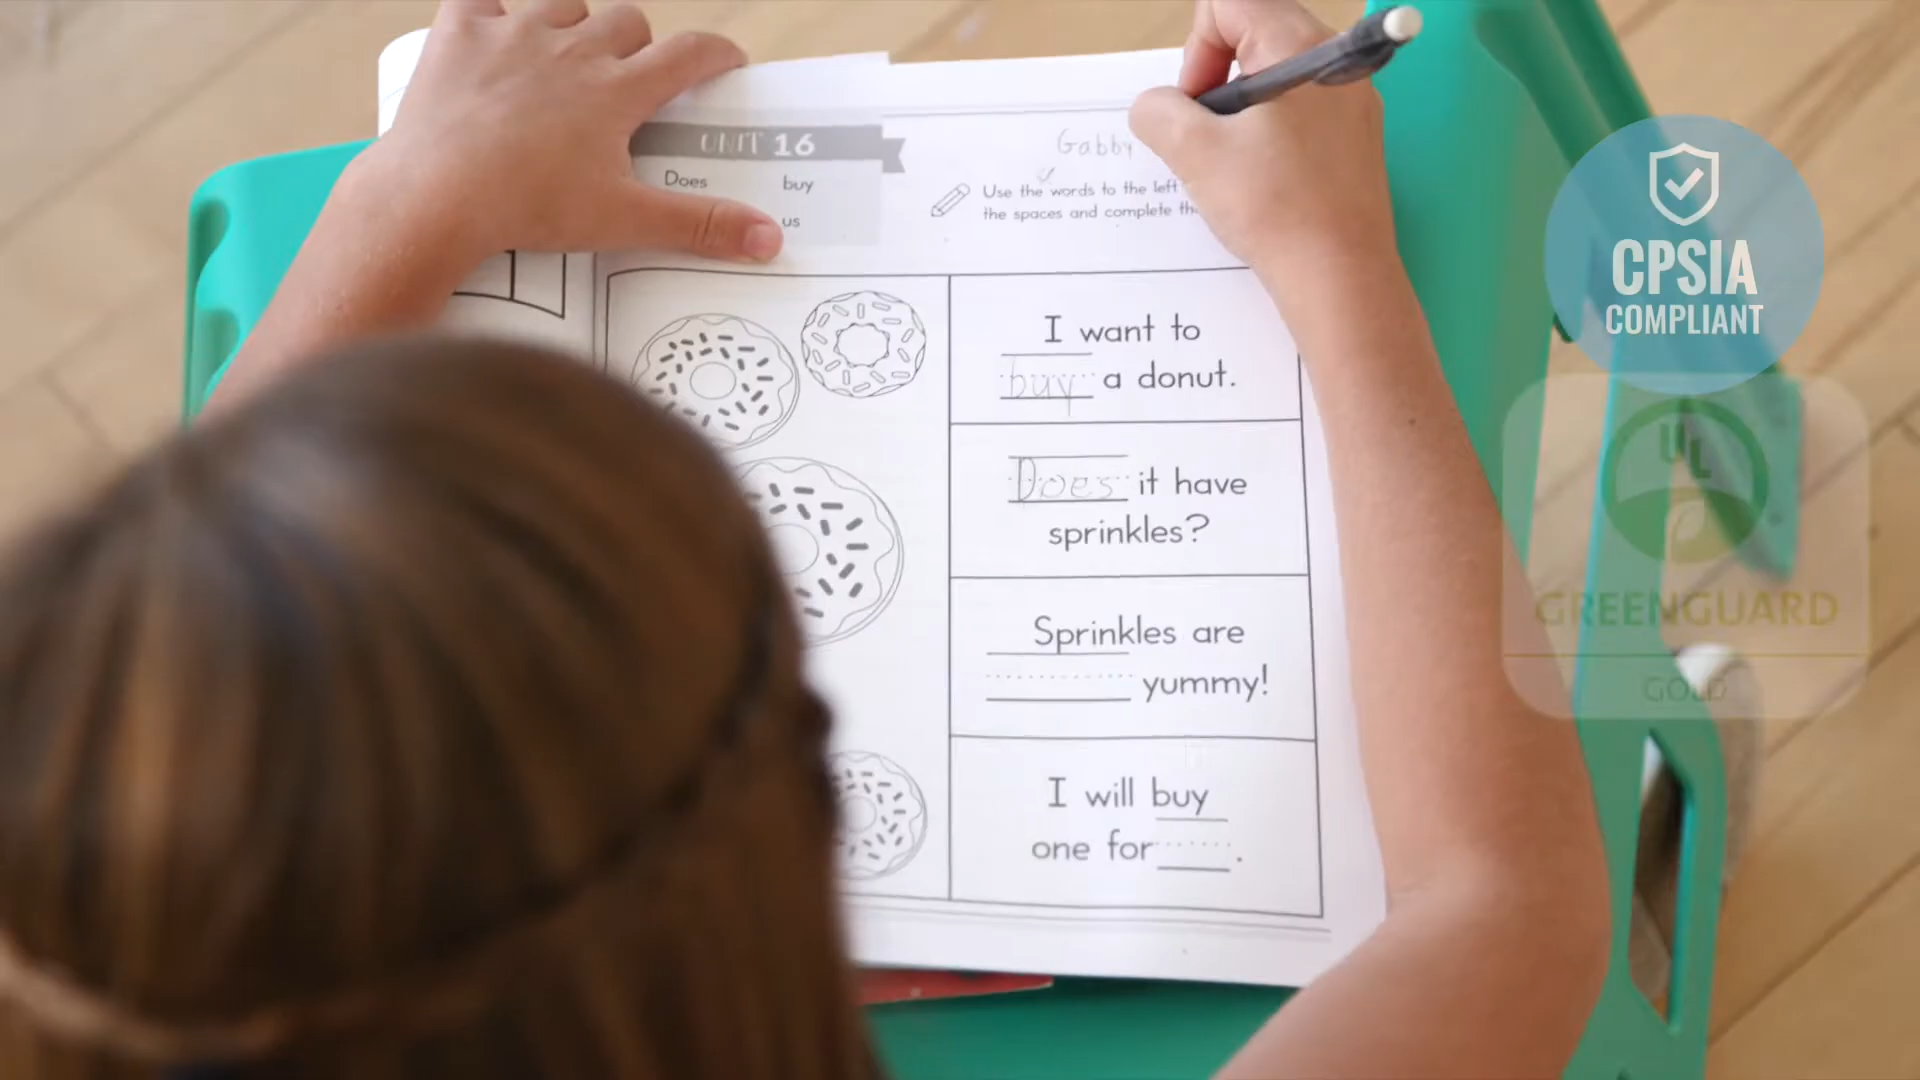 UNIT 16
Does buy
us
Gabby
Use the words to the left
the spaces and complete
I want to
buy a donut.
Does it have
sprinkles?
Sprinkles are
yummy!
I will buy
one for .
CPSIA
COMPLIANT
UL
GREENGUARD
GOLD